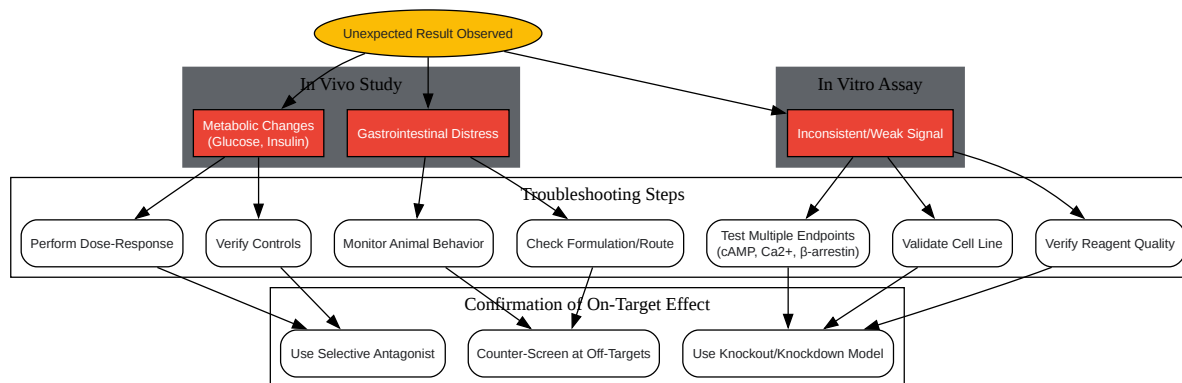 Unexpected Result Observed
In Vivo Study
In Vitro Assay
Metabolic Changes
(Glucose, Insulin)
Gastrointestinal Distress
Inconsistent/Weak Signal
Troubleshooting Steps
Perform Dose-Response
Verify Controls
Monitor Animal Behavior
Check Formulation/Route
Test Multiple Endpoints
(cAMP, Ca2+, β-arrestin)
Validate Cell Line
Verify Reagent Quality
Confirmation of On-Target Effect
Use Selective Antagonist
Counter-Screen at Off-Targets
Use Knockout/Knockdown Model